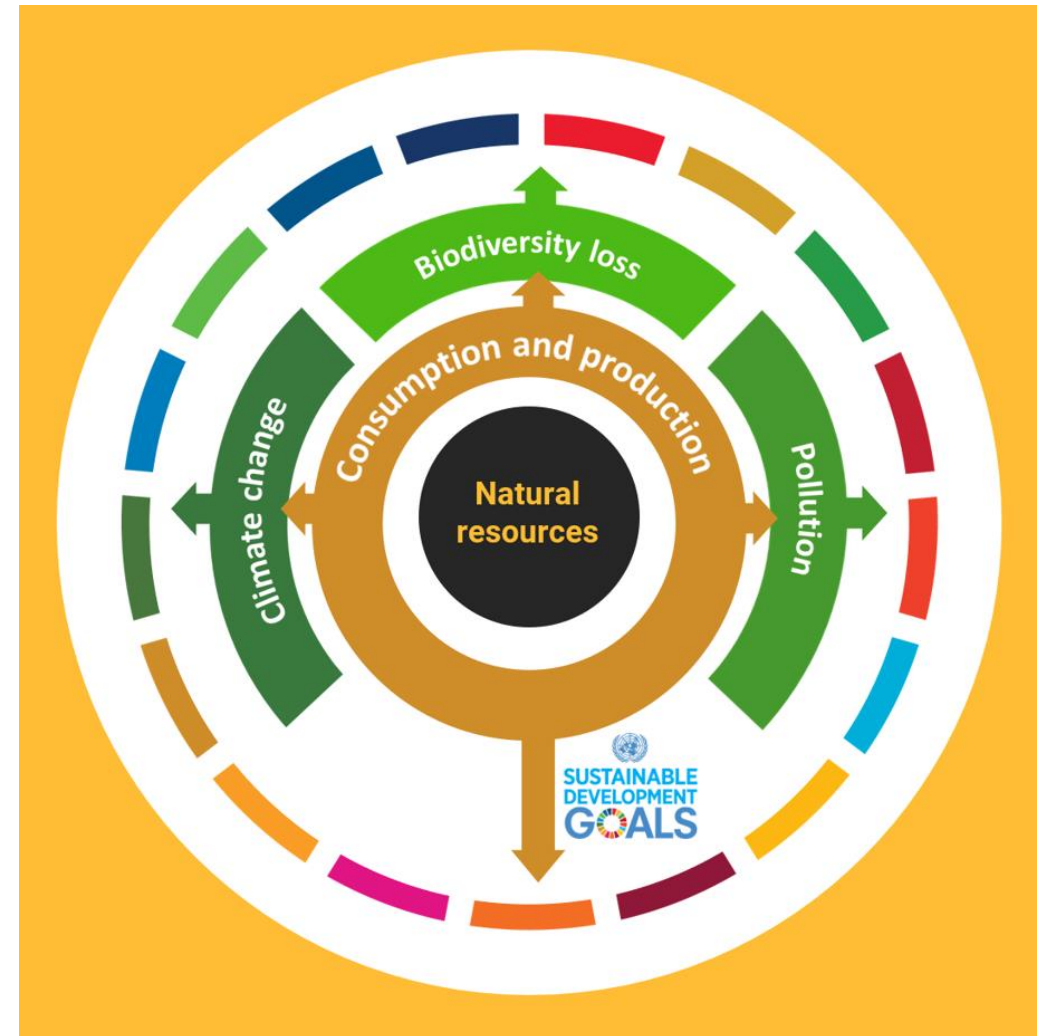 Biodiversity loss
Consumption and production
Climate change
Pollution
Natural
resources
SUSTAINABLE
DEVELOPMENT
GOALS